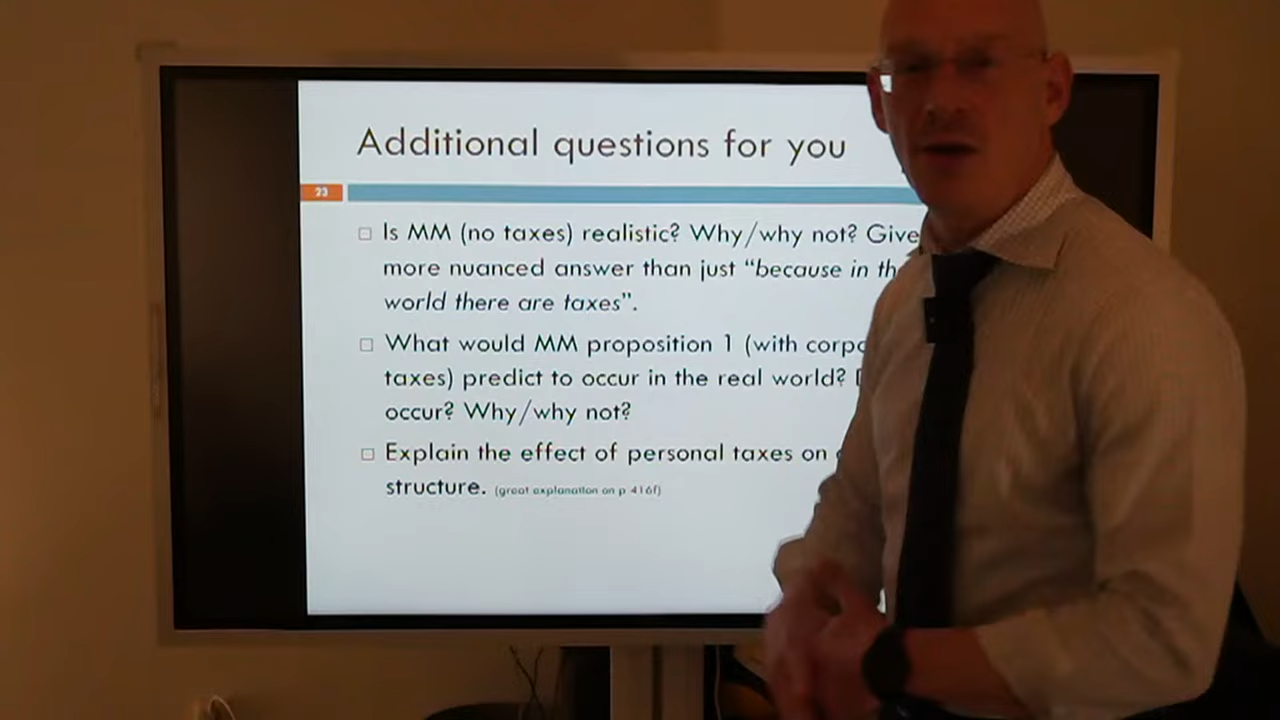 Additional questions for you
23
Is MM (no taxes) realistic? Why/why not? Give
more nuanced answer than just "because in
world there are taxes".
What would MM proposition 1 (with
taxes) predict to occur in the real world?
occur? Why/why not?
Explain the effect of personal taxes on
structure. (great explanation on p 416f)